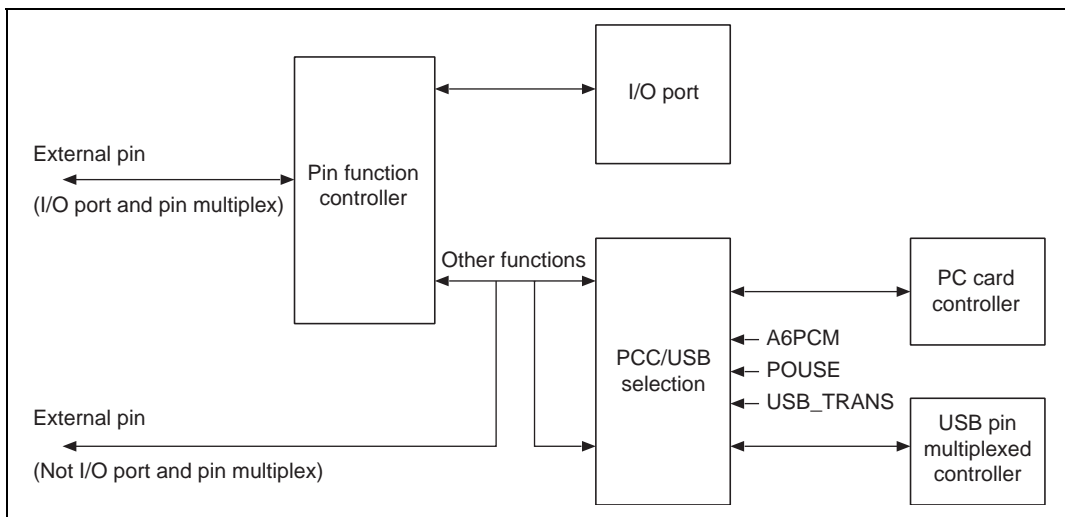 I/O port
External pin
(I/O port and pin multiplex)
Pin function
controller
Other functions
PCC/USB
selection
PC card
controller
A6PCM
POUSE
USB_TRANS
External pin
(Not I/O port and pin multiplex)
USB pin
multiplexed
controller